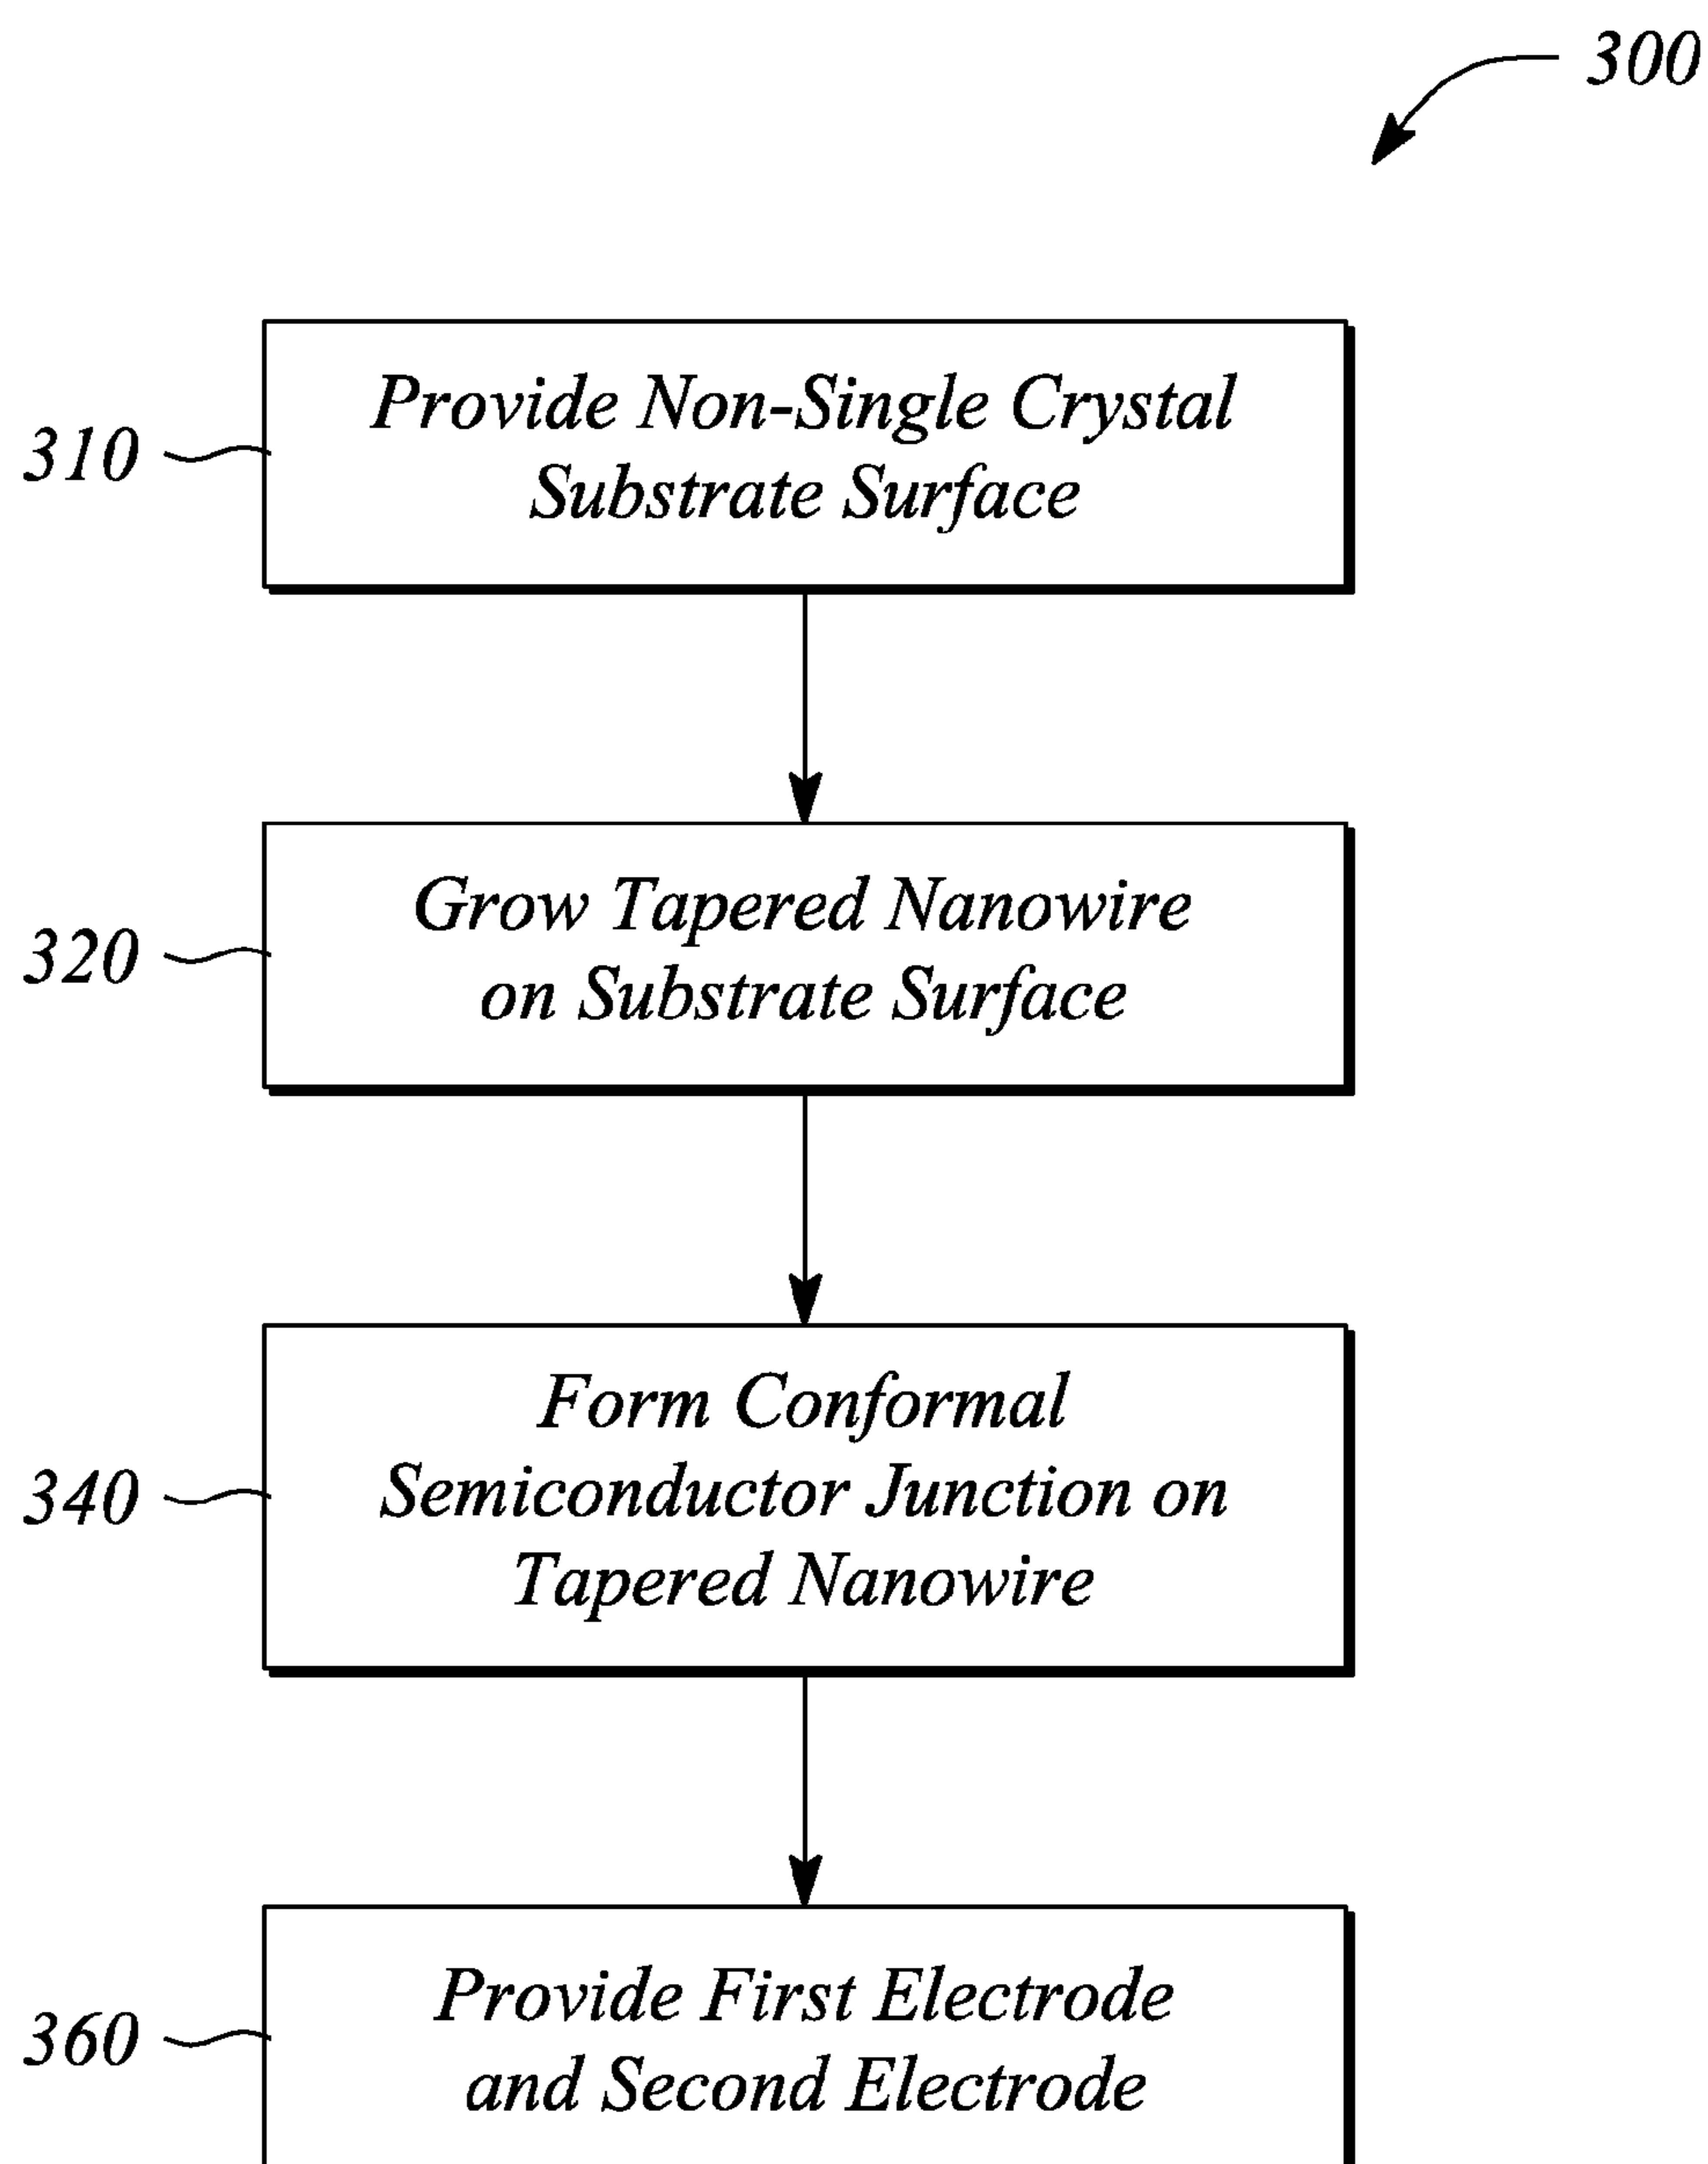 300
310
Provide Non-Single Crystal
Substrate Surface
320
Grow Tapered Nanowire
on Substrate Surface
340
Form Conformal
Semiconductor Junction on
Tapered Nanowire
360
Provide First Electrode
and Second Electrode